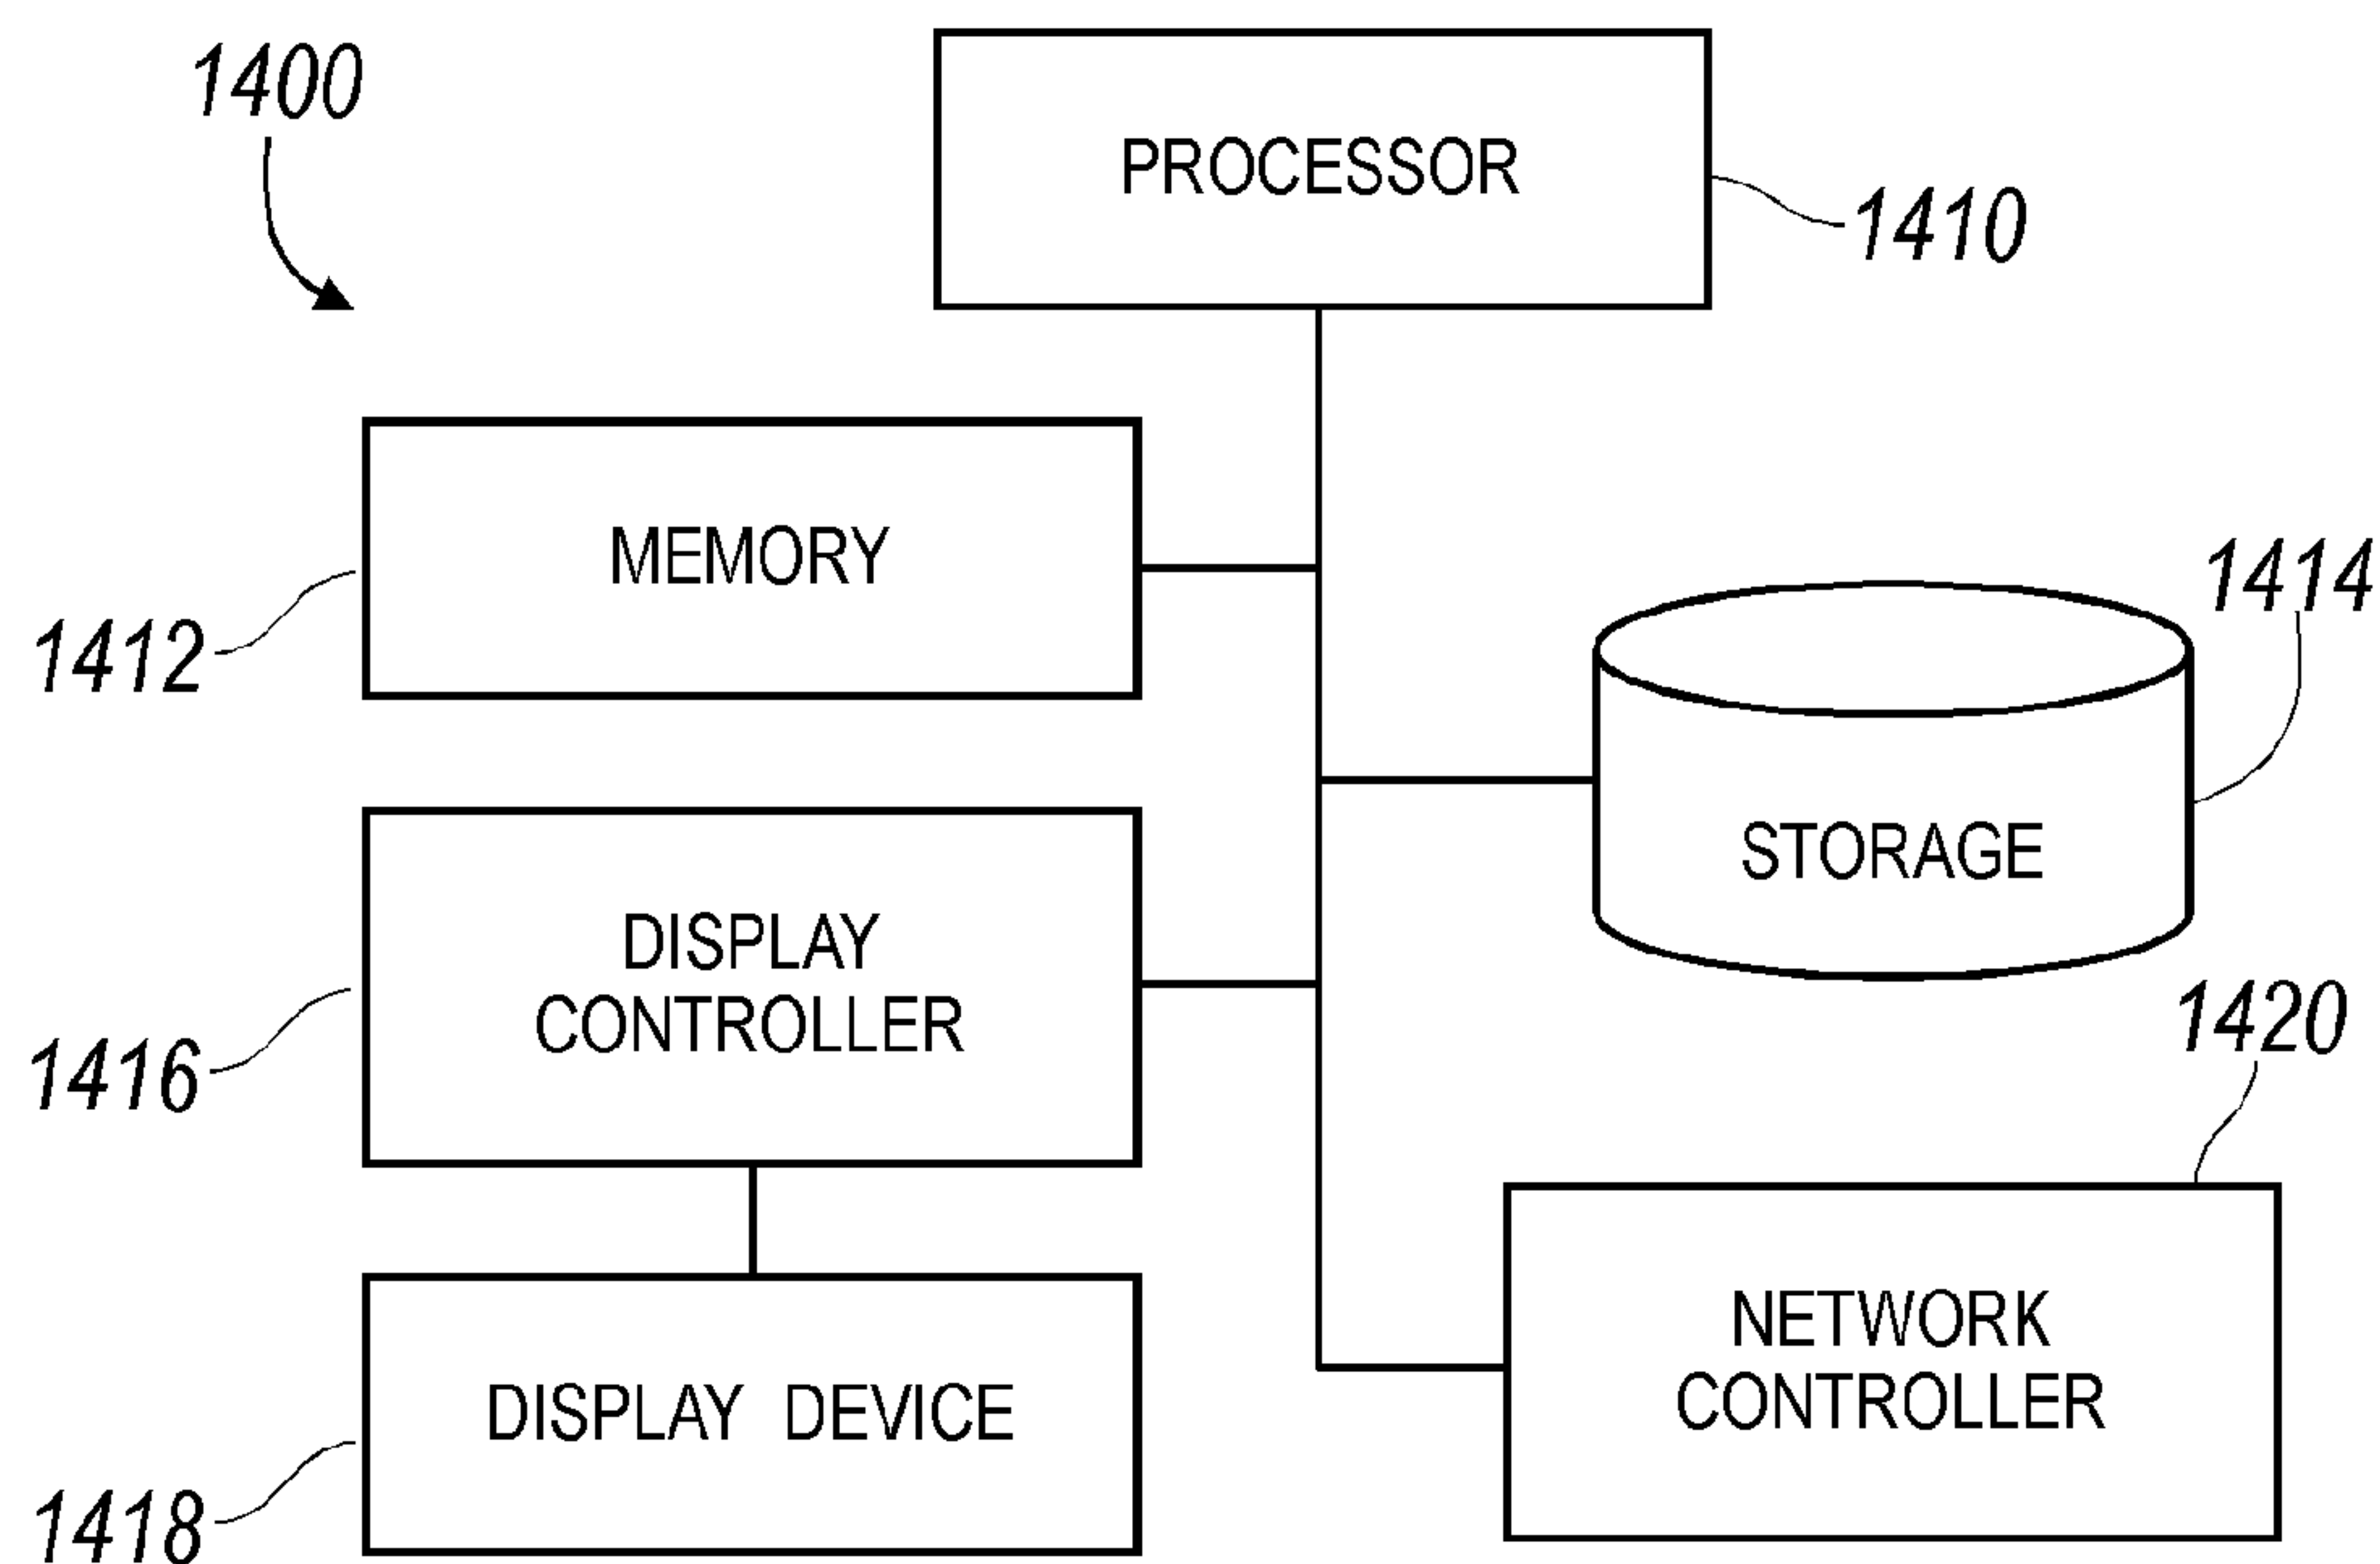 1400
PROCESSOR
1410
MEMORY
1412
1414
STORAGE
DISPLAY
CONTROLLER
1416
1420
NETWORK
CONTROLLER
DISPLAY DEVICE
1418